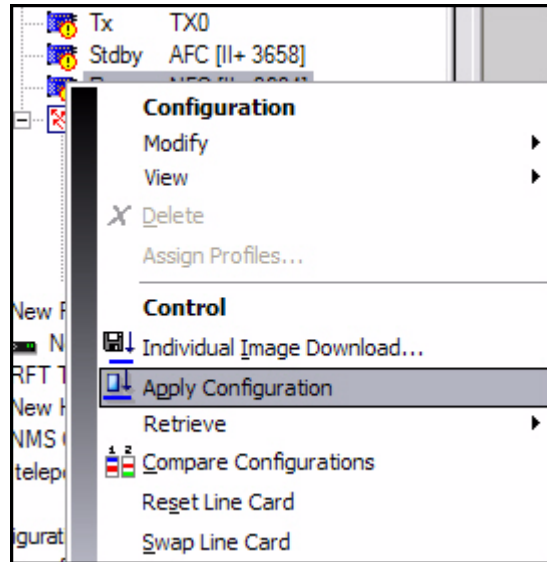 Tx TX0
Stdby AFC [II+ 3658]
Configuration
Modify
View
Delete
Assign Profiles...
New
Control
N
Individual Image Download...
RFT T
Apply Configuration
New H
Retrieve
NMS
Compare Configurations
telepo
Reset Line Card
igurat
Swap Line Card